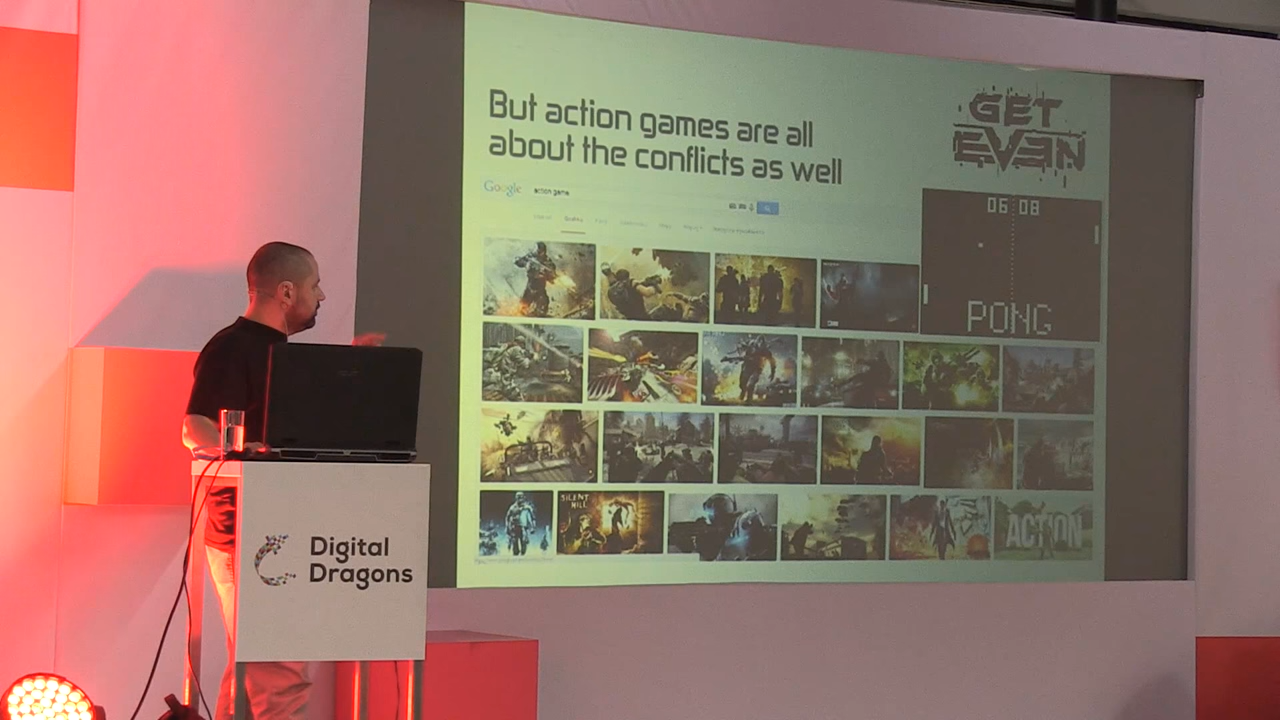 But action games are all
about the conflicts as well
GET
EVEN
Google
action game
06 08
PONG
SILENT
HILL
ACTION
Digital
Dragons